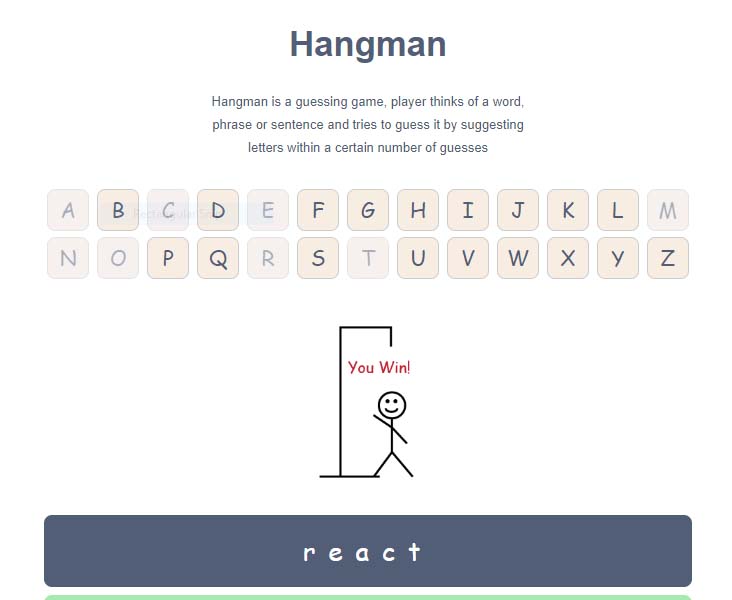 Hangman
Hangman is a guessing game, player thinks of a word,
phrase or sentence and tries to guess it by suggesting
letters within a certain number of guesses
A B C D E F G H I J K L M
N O P Q R S T U V W X Y Z
You Win!
react